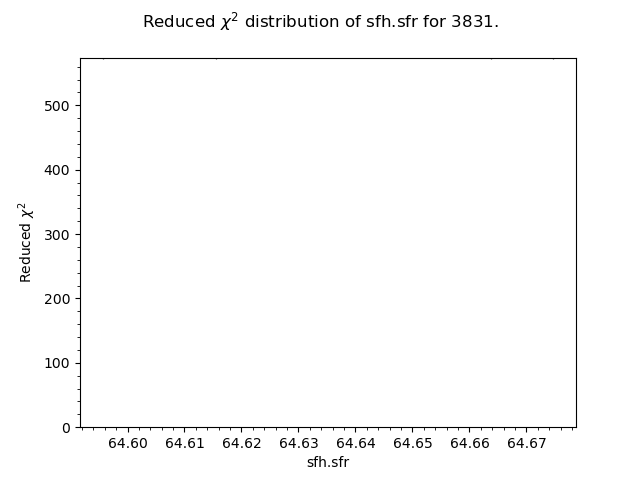 Reduced χ² distribution of sfh.sfr for 3831.
500
400
300
200
100
0
Reduced χ²
64.60 64.61 64.62 64.63 64.64 64.65 64.66 64.67
sfh.sfr